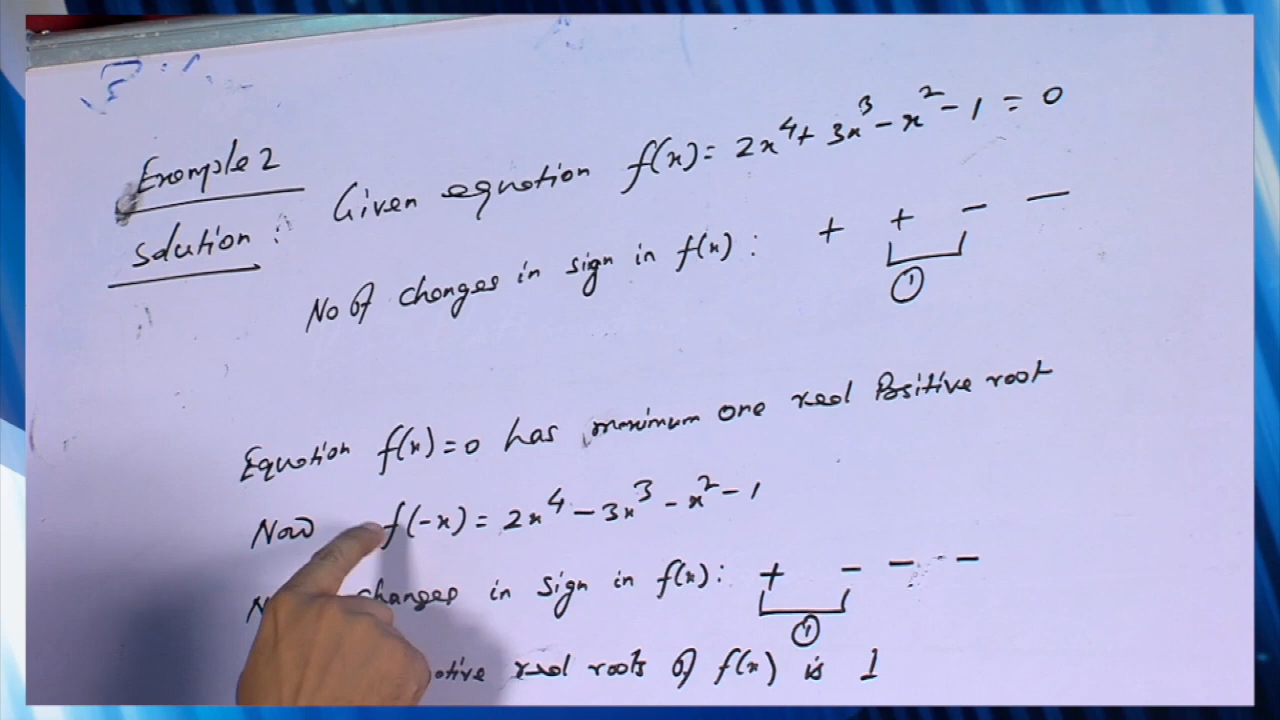 Example 2
Solution : Given equation f(x) = 2x⁴ + 3x³ - x² - 1 = 0
No of changes in sign in f(x) : + + - -
①
Equation f(x) = 0 has maximum one real Positive root
Now f(-x) = 2x⁴ - 3x³ - x² - 1
changes in sign in f(x) : + - - -
①
real roots of f(x) is 1